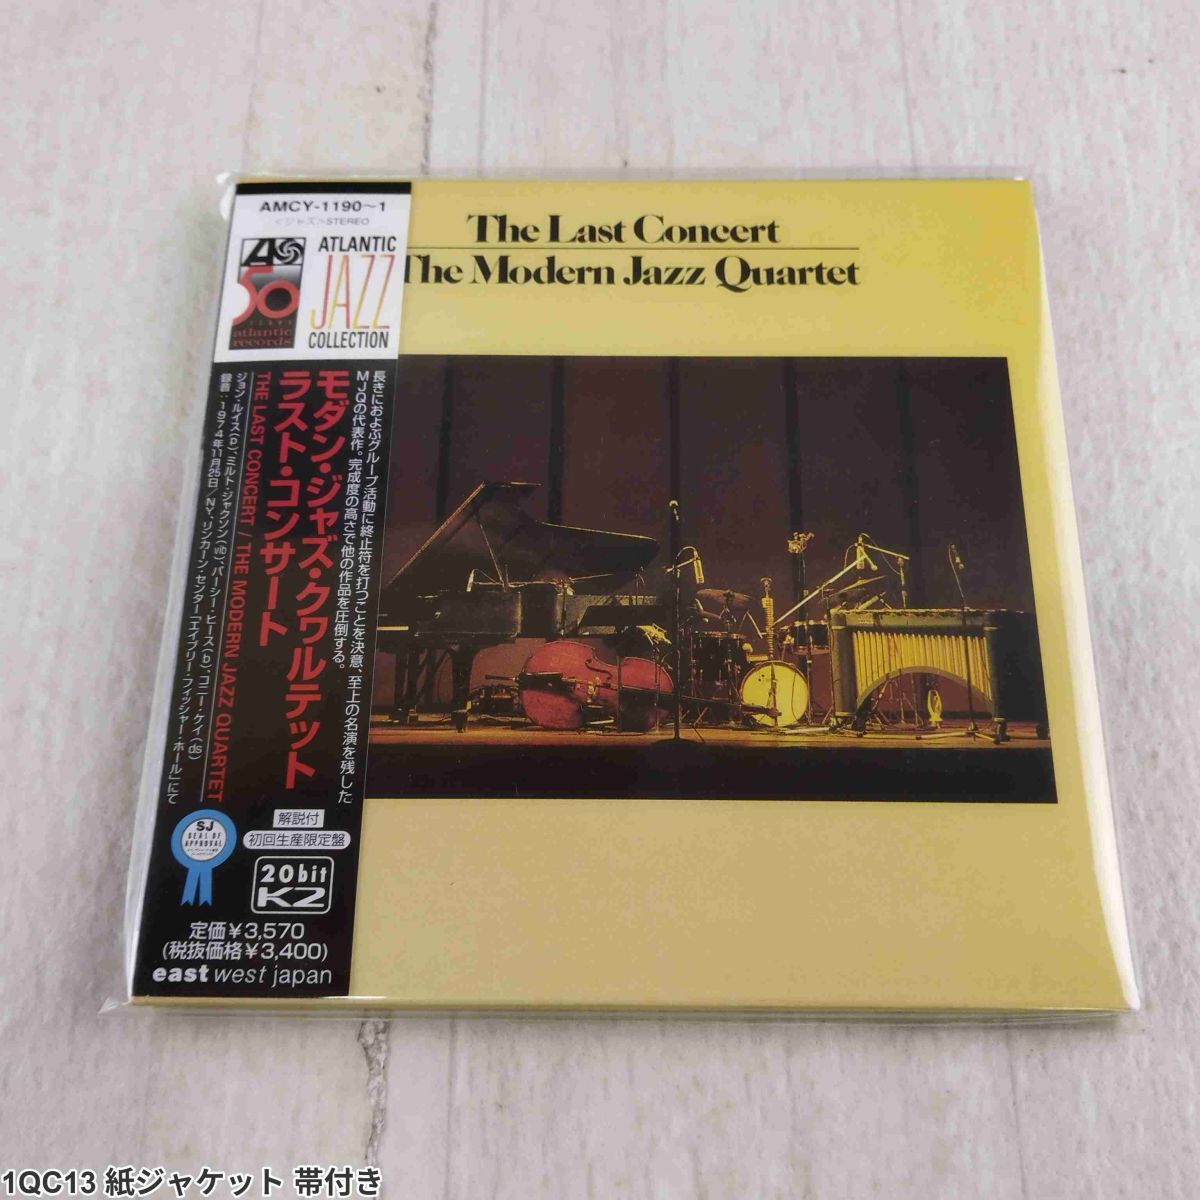 AMCY-1190～1
<ジャズ>STEREO
50
YEARS
atlantic
records
ATLANTIC
JAZZ
COLLECTION
The Last Concert
The Modern Jazz Quartet
長きにおよぶグループ活動に終止符を打つことを決意、至上の名演を残した
MJQの代表作。完成度の高さで他の作品を圧倒する。
モダン・ジャズ・クヮルテット
ラスト・コンサート
THE LAST CONCERT / THE MODERN JAZZ QUARTET
ジョン・ルイス(p)、ミルト・ジャクソン(vib)、パーシー・ヒース(b)、コニー・ケイ(ds)
録音:1974年11月25日/NY、リンカーン・センター「エイブリー・フィッシャー・ホール」にて
SJ
SEAL OF
APPROVAL
解説付
初回生産限定盤
20bit
K2
定価¥3,570
(税抜価格¥3,400)
east west japan
1QC13 紙ジャケット 帯付き